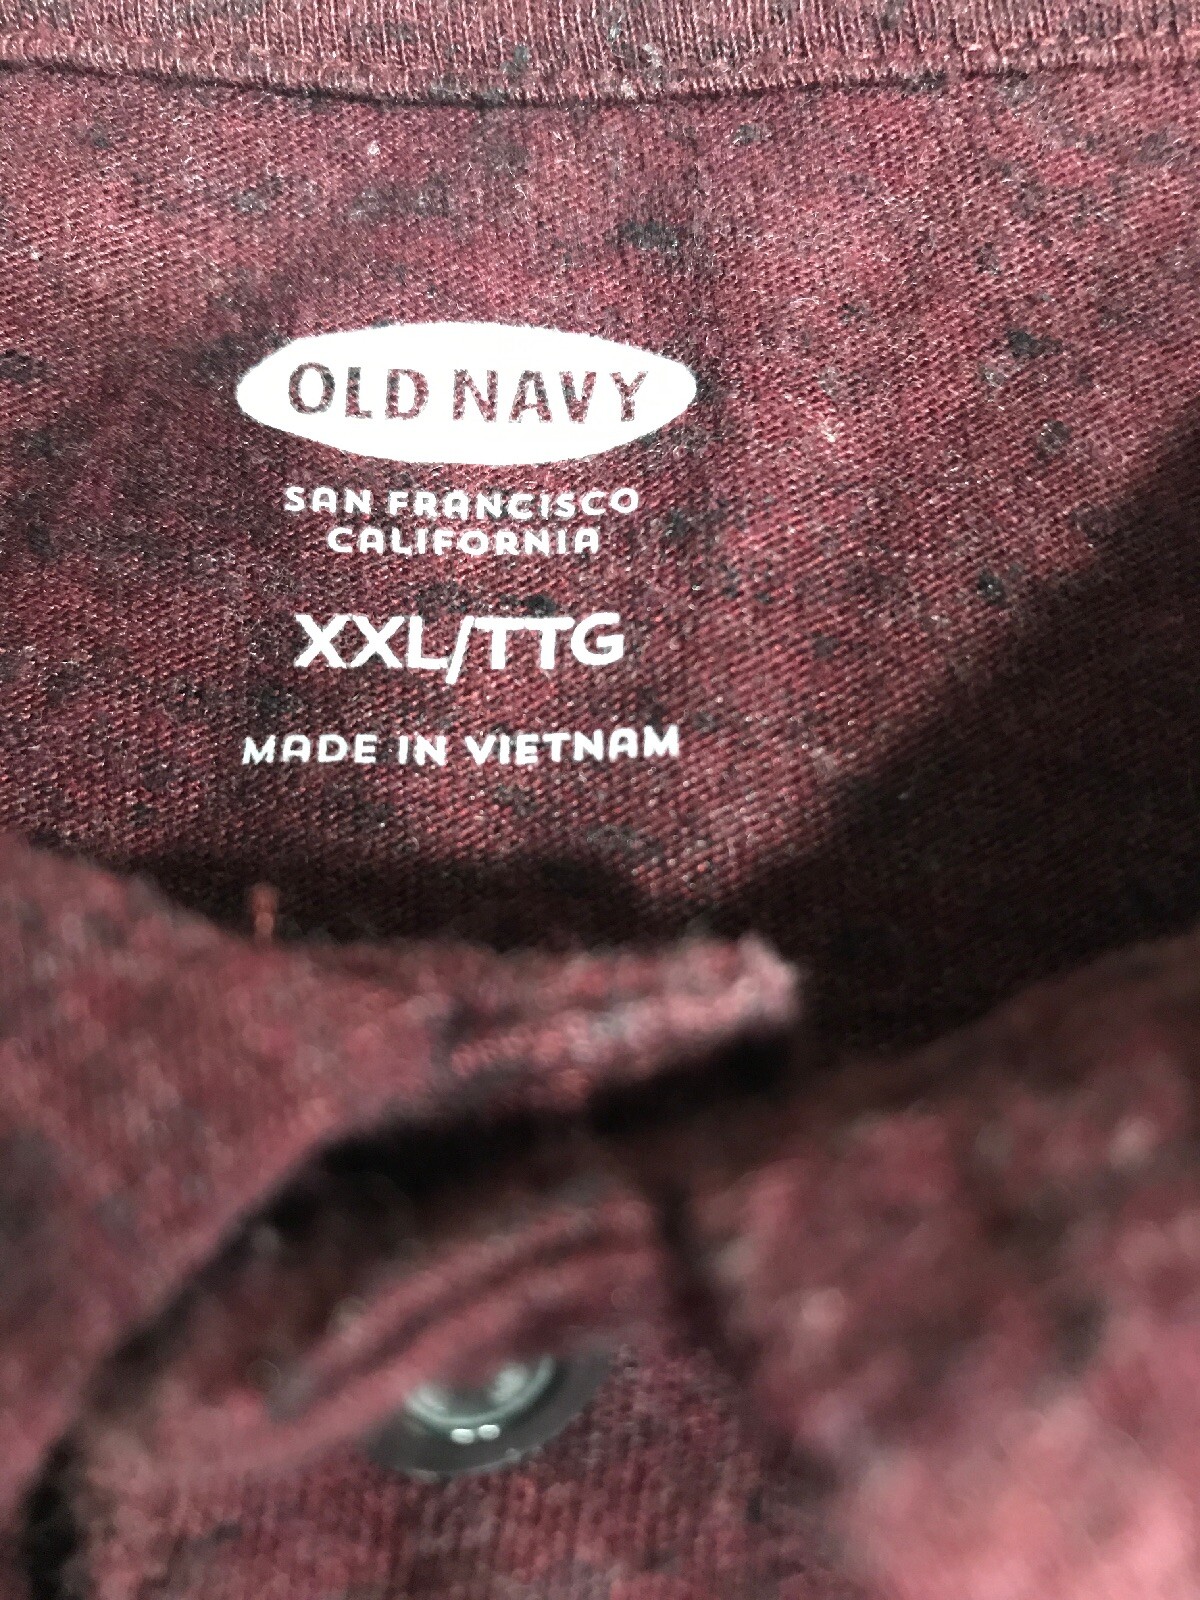 OLD NAVY
SAN FRANCISCO
CALIFORNIA
XXL/TTG
MADE IN VIETNAM